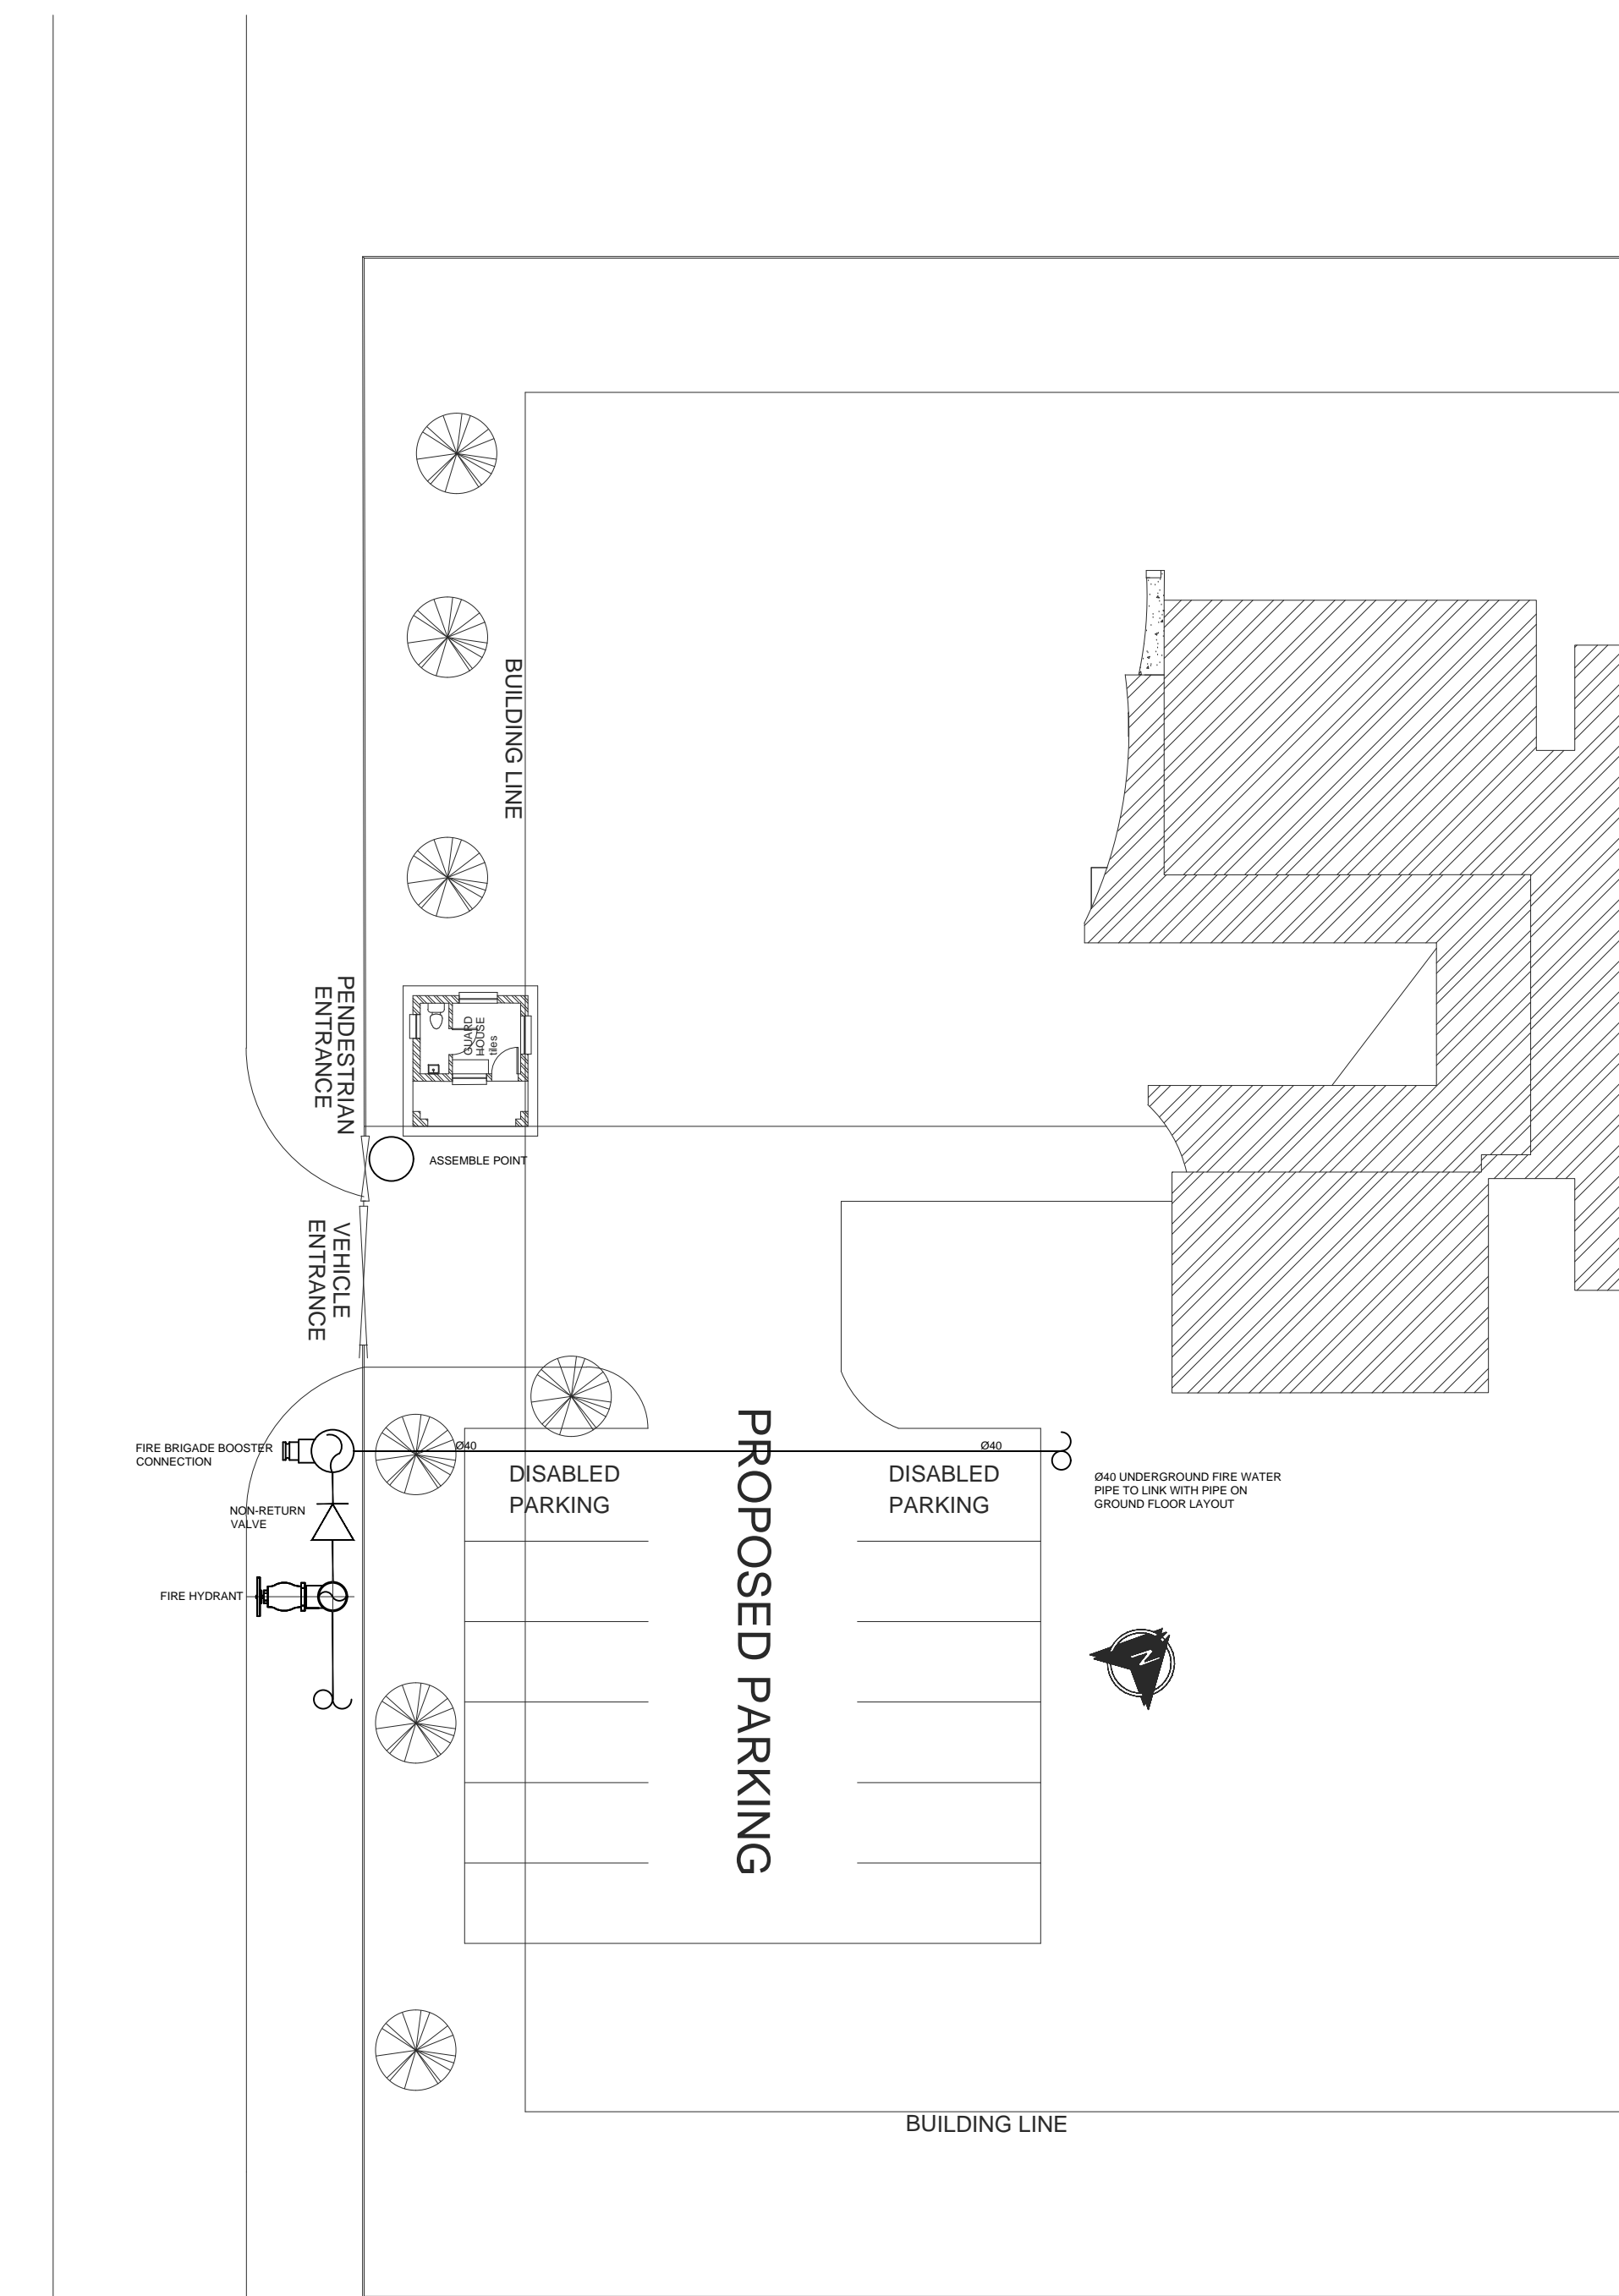 BUILDING LINE
PENDESTRIAN
ENTRANCE
GUARD
HOUSE
tiles
ASSEMBLE POINT
VEHICLE
ENTRANCE
FIRE BRIGADE BOOSTER
CONNECTION
Ø40
Ø40
DISABLED
PARKING
DISABLED
PARKING
PROPOSED PARKING
Ø40 UNDERGROUND FIRE WATER
PIPE TO LINK WITH PIPE ON
GROUND FLOOR LAYOUT
NON-RETURN
VALVE
FIRE HYDRANT
N
BUILDING LINE